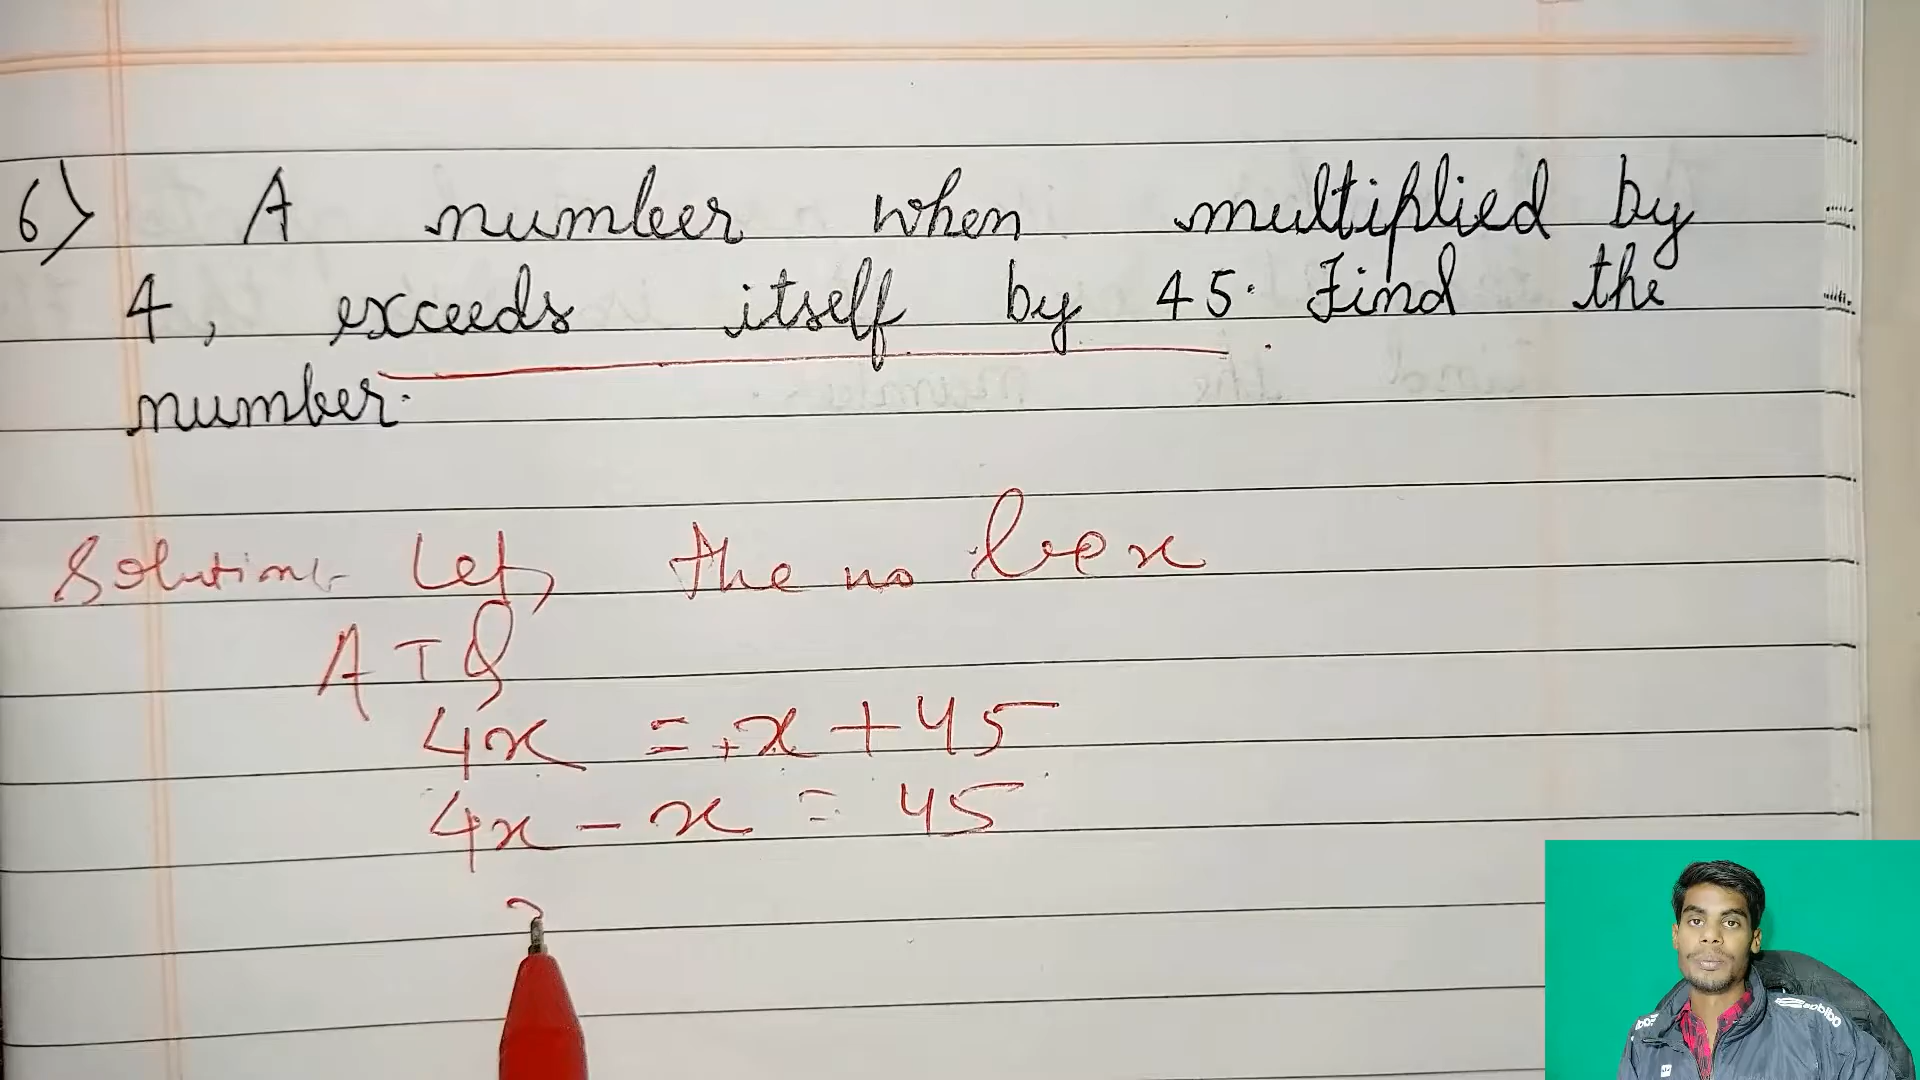 6) A number when multiplied by
4, exceeds itself by 45. Find the
number.
Solution:- Let, the no be x
ATQ
4x = +x + 45
4x - x = 45